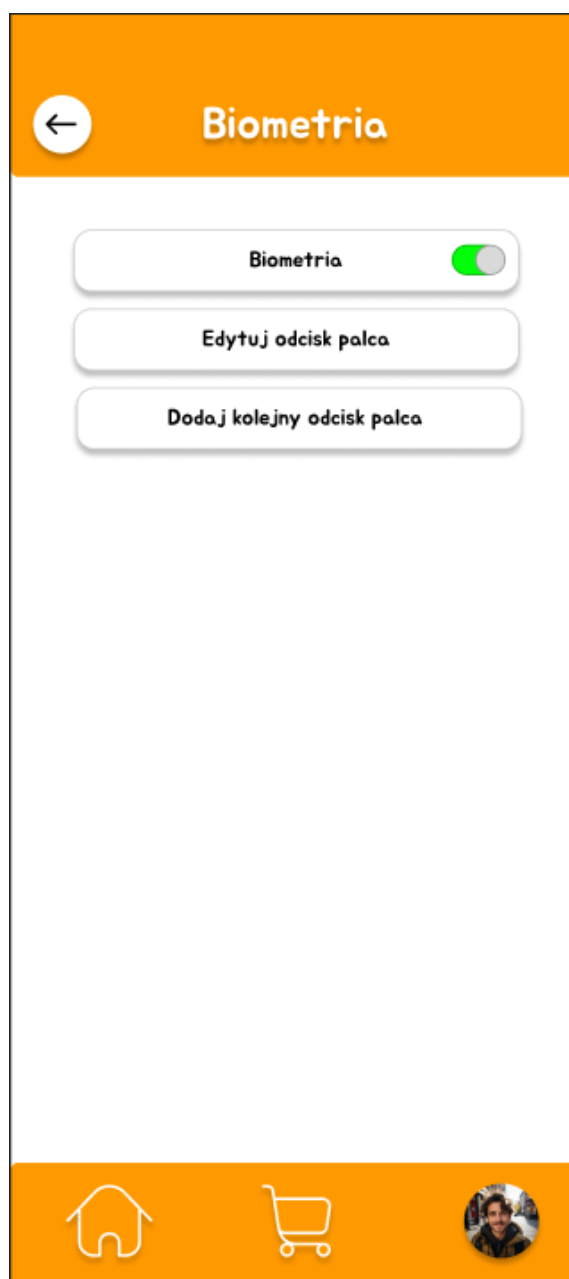 Biometria
Biometria
Edytuj odcisk palca
Dodaj kolejny odcisk palca